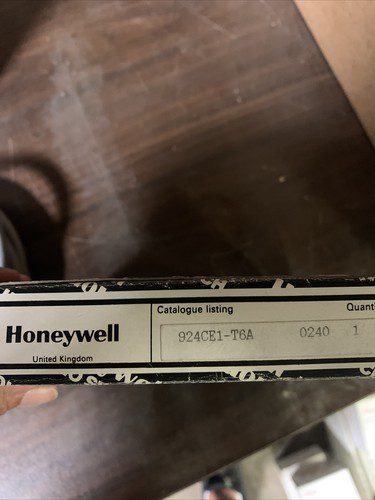 Catalogue listing
Quant
Honeywell
924CE1-T6A 0240 1
United Kingdom